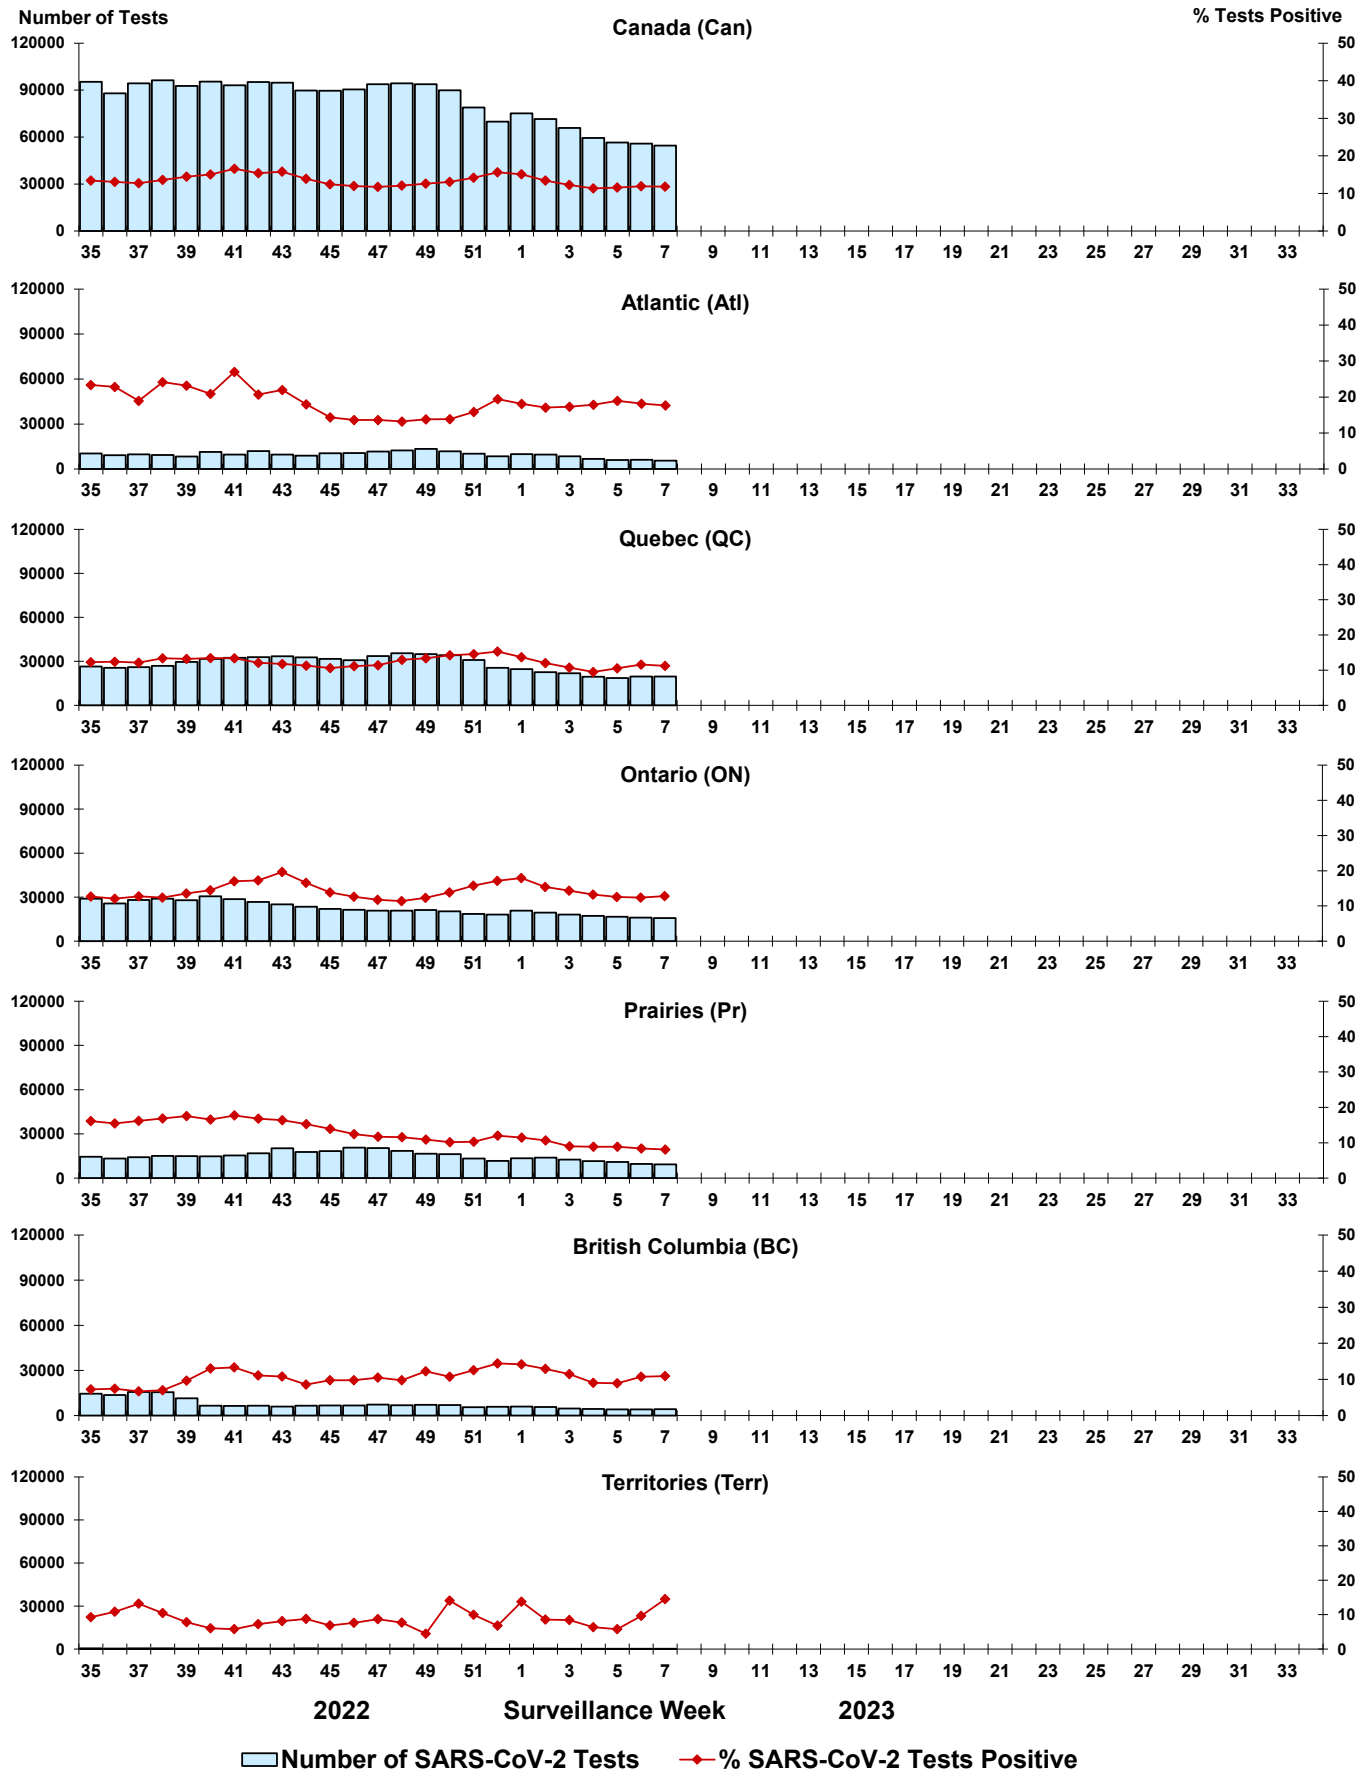 Number of Tests
Canada (Can)
% Tests Positive
120000 50
90000 40
30
60000 20
30000 10
0 0
35 37 39 41 43 45 47 49 51 1 3 5 7 9 11 13 15 17 19 21 23 25 27 29 31 33
Atlantic (Atl)
120000 50
90000 40
30
60000 20
30000 10
0 0
35 37 39 41 43 45 47 49 51 1 3 5 7 9 11 13 15 17 19 21 23 25 27 29 31 33
Quebec (QC)
120000 50
90000 40
30
60000 20
30000 10
0 0
35 37 39 41 43 45 47 49 51 1 3 5 7 9 11 13 15 17 19 21 23 25 27 29 31 33
Ontario (ON)
120000 50
90000 40
30
60000 20
30000 10
0 0
35 37 39 41 43 45 47 49 51 1 3 5 7 9 11 13 15 17 19 21 23 25 27 29 31 33
Prairies (Pr)
120000 50
90000 40
30
60000 20
30000 10
0 0
35 37 39 41 43 45 47 49 51 1 3 5 7 9 11 13 15 17 19 21 23 25 27 29 31 33
British Columbia (BC)
120000 50
90000 40
30
60000 20
30000 10
0 0
35 37 39 41 43 45 47 49 51 1 3 5 7 9 11 13 15 17 19 21 23 25 27 29 31 33
Territories (Terr)
120000 50
90000 40
30
60000 20
30000 10
0 0
35 37 39 41 43 45 47 49 51 1 3 5 7 9 11 13 15 17 19 21 23 25 27 29 31 33
2022 Surveillance Week 2023
Number of SARS-CoV-2 Tests % SARS-CoV-2 Tests Positive